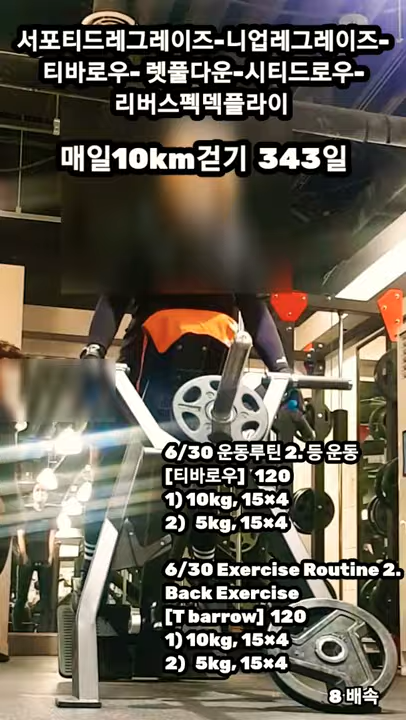 서포티드레그레이즈-니업레그레이즈-
티바로우- 렛풀다운-시티드로우-
리버스펙덱플라이
매일10km걷기 343일
6/30 운동루틴 2. 등 운동
[티바로우] 120
1) 10kg, 15×4
2) 5kg, 15×4
6/30 Exercise Routine 2.
Back Exercise
[T barrow] 120
1) 10kg, 15×4
2) 5kg, 15×4
8 배속